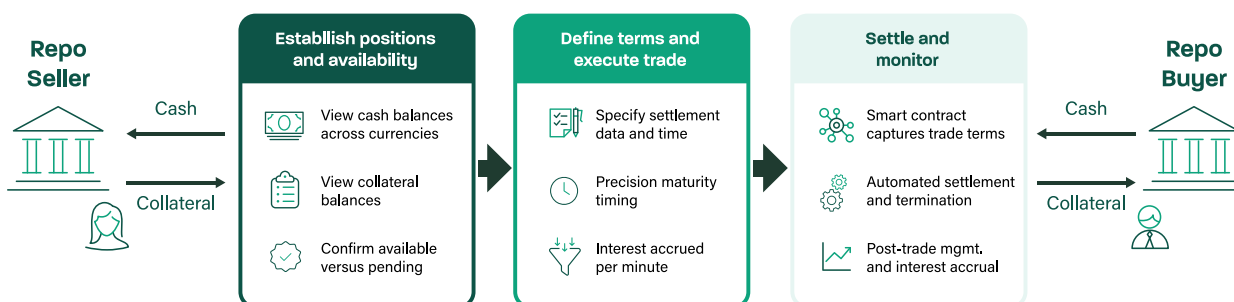 Repo
Seller
Cash
Collateral
Establlish positions
and availability
View cash balances
across currencies
View collateral
balances
Confirm available
versus pending
Define terms and
execute trade
Specify settlement
data and time
Precision maturity
timing
Interest accrued
per minute
Settle and
monitor
Smart contract
captures trade terms
Automated settlement
and termination
Post-trade mgmt.
and interest accrual
Repo
Buyer
Cash
Collateral